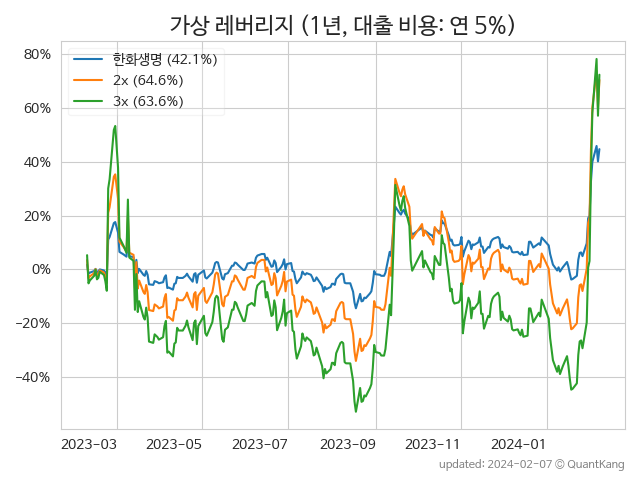 가상 레버리지 (1년, 대출 비용: 연 5%)
80%
60%
40%
20%
0%
−20%
−40%
한화생명 (42.1%)
2x (64.6%)
3x (63.6%)
2023-03 2023-05 2023-07 2023-09 2023-11 2024-01
updated: 2024-02-07 © QuantKang